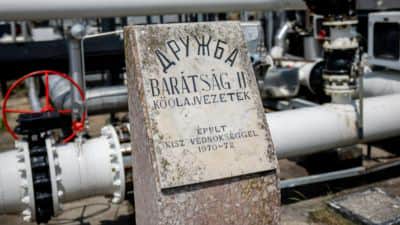 ДРУЖБА
BARÁTSÁG II
KŐOLAJVEZETÉK
ÉPÜLT
KISZ VÉDNÖKSÉGGEL
1970-72